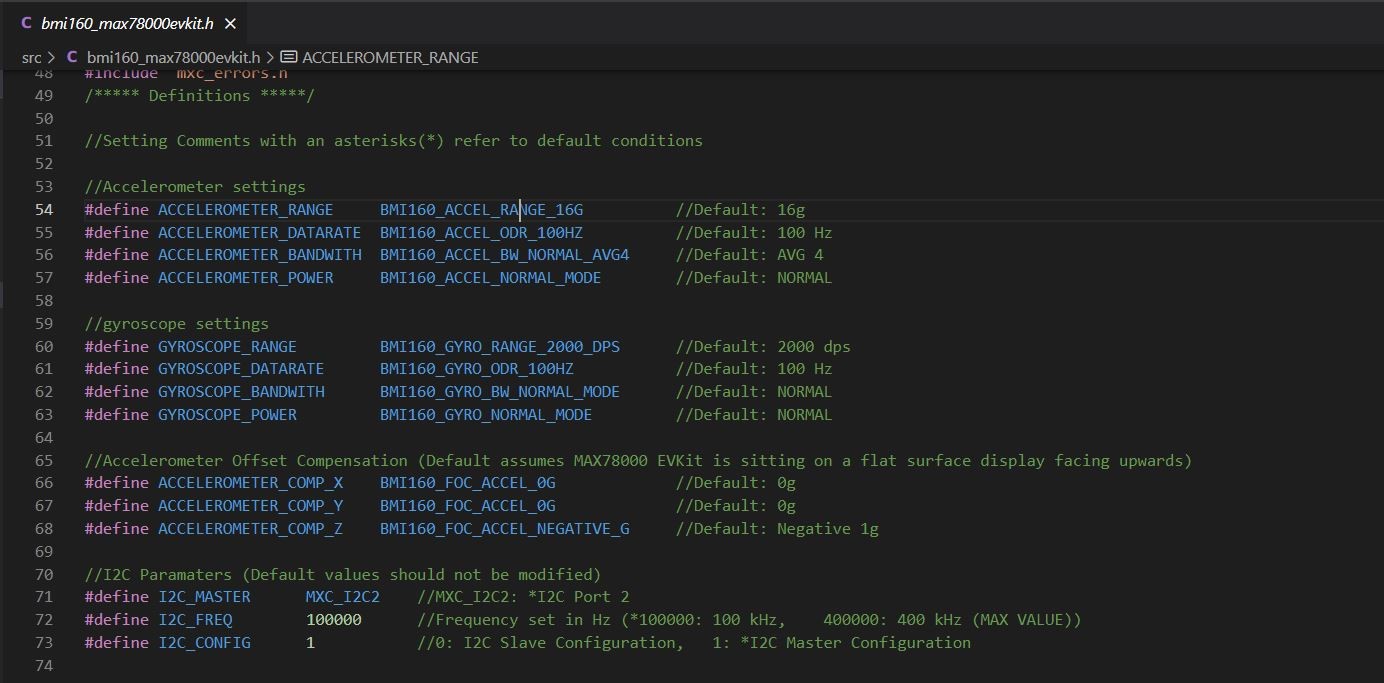 C bmi160_max78000evkit.h ×
src > C bmi160_max78000evkit.h > ACCELEROMETER_RANGE
48 #include "mxc_errors.h"
49 /***** Definitions *****/
50
51 //Setting Comments with an asterisks(*) refer to default conditions
52
53 //Accelerometer settings
54 #define ACCELEROMETER_RANGE BMI160_ACCEL_RANGE_16G //Default: 16g
55 #define ACCELEROMETER_DATARATE BMI160_ACCEL_ODR_100HZ //Default: 100 Hz
56 #define ACCELEROMETER_BANDWITH BMI160_ACCEL_BW_NORMAL_AVG4 //Default: AVG 4
57 #define ACCELEROMETER_POWER BMI160_ACCEL_NORMAL_MODE //Default: NORMAL
58
59 //gyroscope settings
60 #define GYROSCOPE_RANGE BMI160_GYRO_RANGE_2000_DPS //Default: 2000 dps
61 #define GYROSCOPE_DATARATE BMI160_GYRO_ODR_100HZ //Default: 100 Hz
62 #define GYROSCOPE_BANDWITH BMI160_GYRO_BW_NORMAL_MODE //Default: NORMAL
63 #define GYROSCOPE_POWER BMI160_GYRO_NORMAL_MODE //Default: NORMAL
64
65 //Accelerometer Offset Compensation (Default assumes MAX78000 EVKit is sitting on a flat surface display facing upwards)
66 #define ACCELEROMETER_COMP_X BMI160_FOC_ACCEL_0G //Default: 0g
67 #define ACCELEROMETER_COMP_Y BMI160_FOC_ACCEL_0G //Default: 0g
68 #define ACCELEROMETER_COMP_Z BMI160_FOC_ACCEL_NEGATIVE_G //Default: Negative 1g
69
70 //I2C Paramaters (Default values should not be modified)
71 #define I2C_MASTER MXC_I2C2 //MXC_I2C2: *I2C Port 2
72 #define I2C_FREQ 100000 //Frequency set in Hz (*100000: 100 kHz, 400000: 400 kHz (MAX VALUE))
73 #define I2C_CONFIG 1 //0: I2C Slave Configuration, 1: *I2C Master Configuration
74